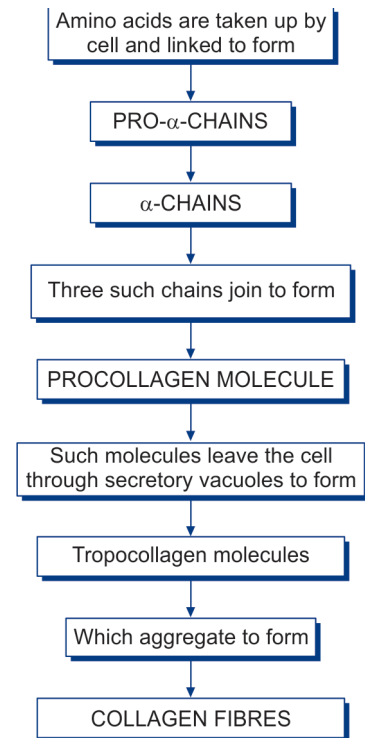 Amino acids are taken up by
cell and linked to form
PRO-α-CHAINS
α-CHAINS
Three such chains join to form
PROCOLLAGEN MOLECULE
Such molecules leave the cell
through secretory vacuoles to form
Tropocollagen molecules
Which aggregate to form
COLLAGEN FIBRES